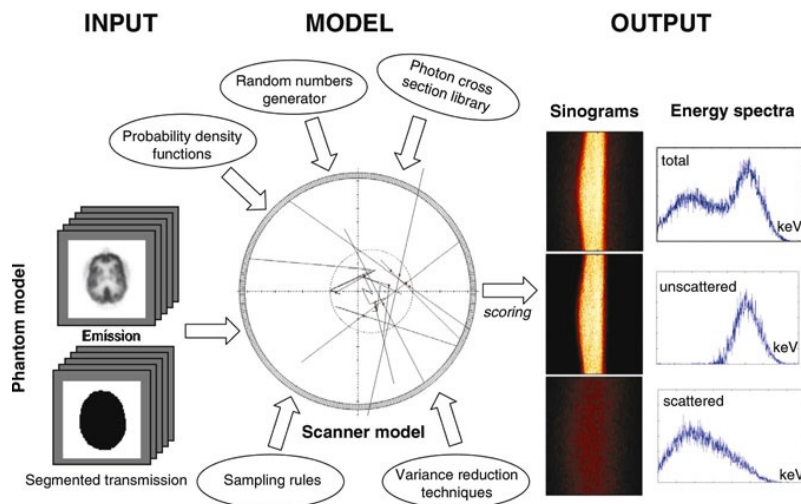 INPUT
MODEL
OUTPUT
Random numbers
generator
Photon cross
section library
Probability density
functions
Sinograms
Energy spectra
total
keV
unscattered
keV
scattered
keV
scoring
Phantom model
Emission
Segmented transmission
Scanner model
Sampling rules
Variance reduction
techniques